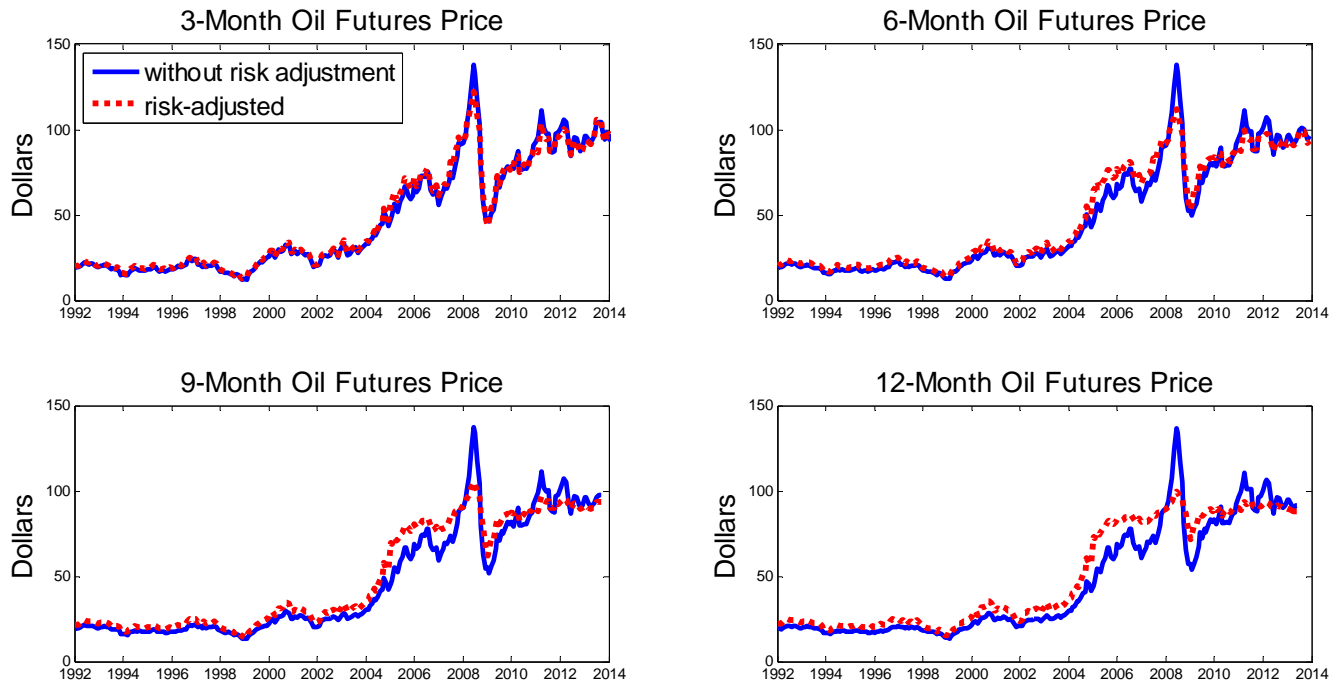 3-Month Oil Futures Price
150
without risk adjustment
risk-adjusted
100
Dollars
50
0
1992 1994 1996 1998 2000 2002 2004 2006 2008 2010 2012 2014
6-Month Oil Futures Price
150
100
Dollars
50
0
1992 1994 1996 1998 2000 2002 2004 2006 2008 2010 2012 2014
9-Month Oil Futures Price
150
100
Dollars
50
0
1992 1994 1996 1998 2000 2002 2004 2006 2008 2010 2012 2014
12-Month Oil Futures Price
150
100
Dollars
50
0
1992 1994 1996 1998 2000 2002 2004 2006 2008 2010 2012 2014